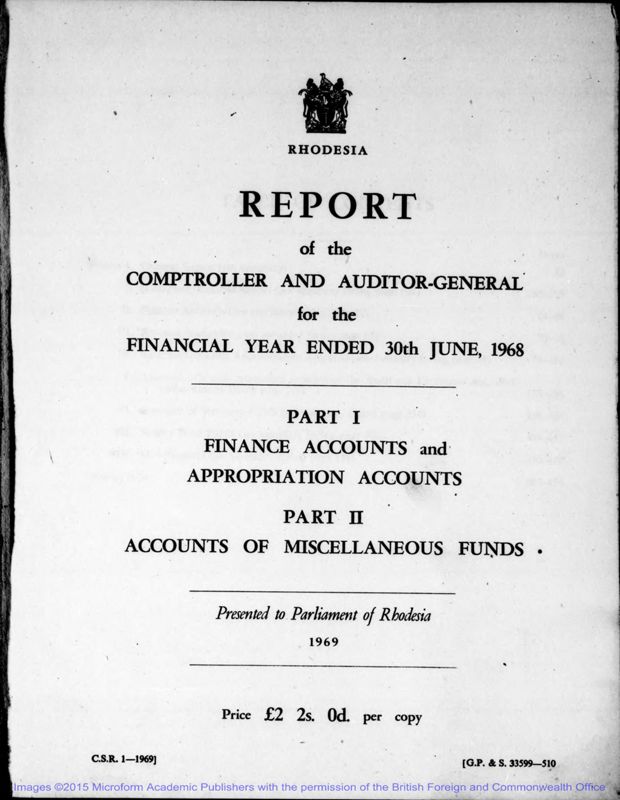 RHODESIA
REPORT
of the
COMPTROLLER AND AUDITOR-GENERAL
for the
FINANCIAL YEAR ENDED 30th JUNE, 1968
PART I
FINANCE ACCOUNTS and
APPROPRIATION ACCOUNTS
PART II
ACCOUNTS OF MISCELLANEOUS FUNDS
Presented to Parliament of Rhodesia
1969
Price £2 2s. 0d. per copy
C.S.R. 1—1969]
[G.P. & S. 33599—510
Images ©2015 Microform Academic Publishers with the permission of the British Foreign and Commonwealth Office